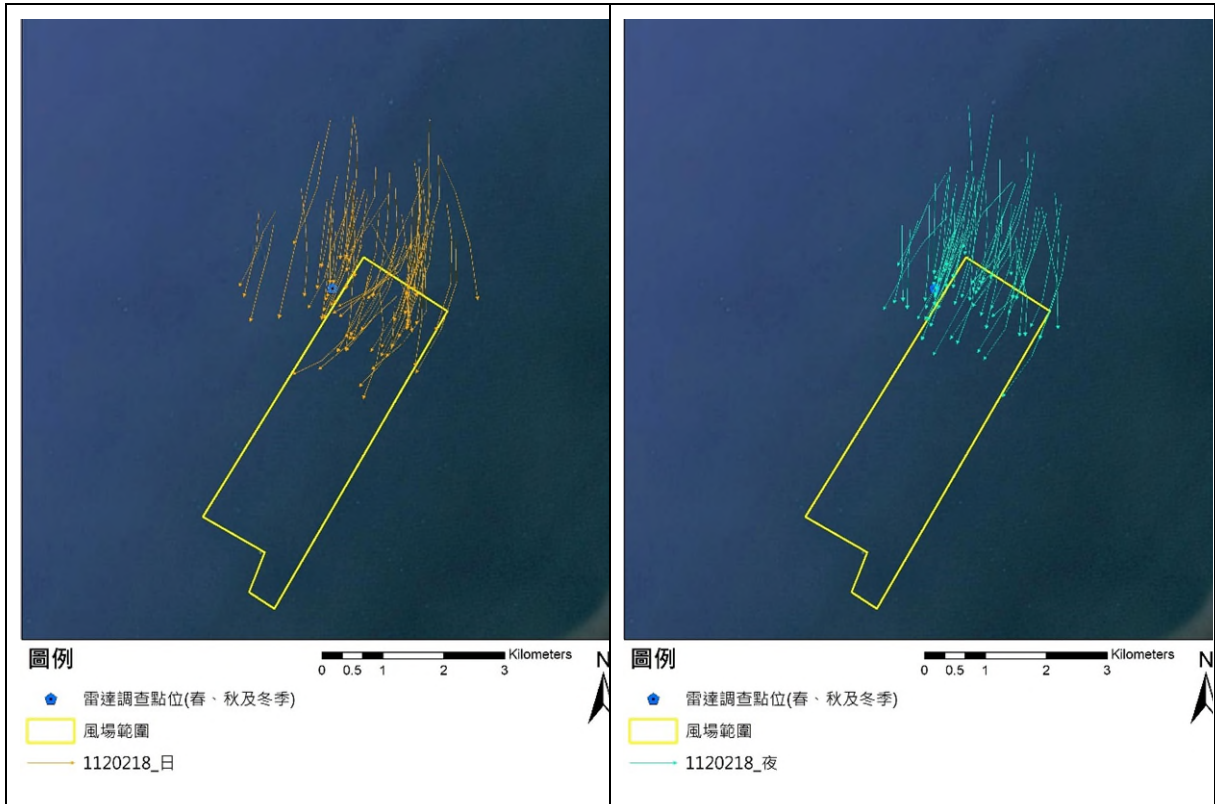 圖例
Kilometers
0 0.5 1 2 3
N
雷達調查點位(春、秋及冬季)
風場範圍
1120218_日
圖例
Kilometers
0 0.5 1 2 3
N
雷達調查點位(春、秋及冬季)
風場範圍
1120218_夜